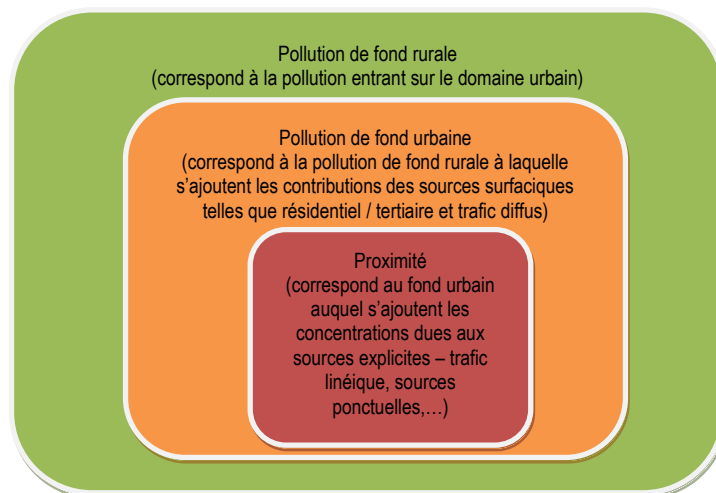 Pollution de fond rurale
(correspond à la pollution entrant sur le domaine urbain)
Pollution de fond urbaine
(correspond à la pollution de fond rurale à laquelle
s’ajoutent les contributions des sources surfaciques
telles que résidentiel / tertiaire et trafic diffus)
Proximité
(correspond au fond urbain
auquel s’ajoutent les
concentrations dues aux
sources explicites – trafic
linéique, sources
ponctuelles,…)